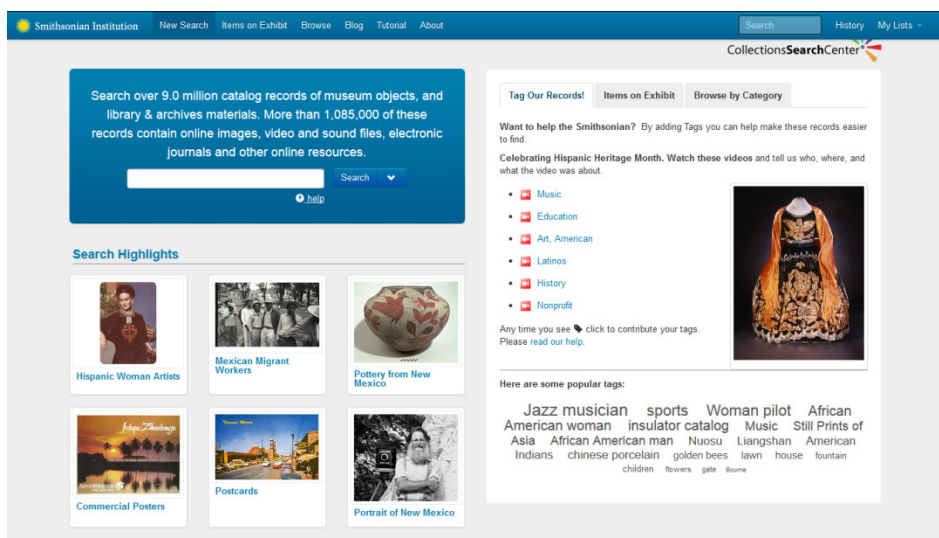 Smithsonian Institution New Search Items on Exhibit Browse Blog Tutorial About Search History My Lists
CollectionsSearchCenter
Search over 9.0 million catalog records of museum objects, and
library & archives materials. More than 1,085,000 of these
records contain online images, video and sound files, electronic
journals and other online resources.
Search
help
Search Highlights
Hispanic Woman Artists
Mexican Migrant
Workers
Pottery from New
Mexico
Ixtapa, Zihuatanejo
Commercial Posters
Postcards
Portrait of New Mexico
Tag Our Records! Items on Exhibit Browse by Category
Want to help the Smithsonian? By adding Tags you can help make these records easier
to find.
Celebrating Hispanic Heritage Month. Watch these videos and tell us who, where, and
what the video was about.
• Music
• Education
• Art, American
• Latinos
• History
• Nonprofit
Any time you see click to contribute your tags.
Please read our help.
Here are some popular tags:
Jazz musician sports Woman pilot African
American woman insulator catalog Music Still Prints of
Asia African American man Nuosu Liangshan American
Indians chinese porcelain golden bees lawn house fountain
children flowers gate Bourne